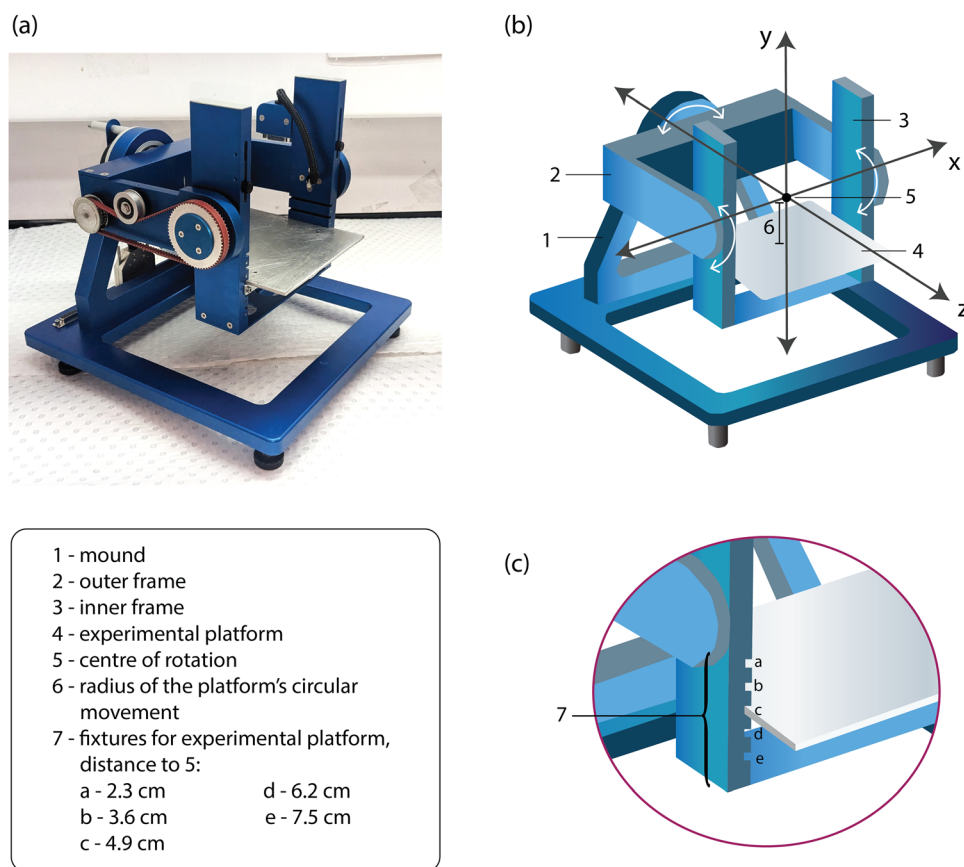 (a)
(b)
y
3
x
2
5
1
6
4
z
1 - mound
2 - outer frame
3 - inner frame
4 - experimental platform
5 - centre of rotation
6 - radius of the platform's circular
movement
7 - fixtures for experimental platform,
distance to 5:
a - 2.3 cm d - 6.2 cm
b - 3.6 cm e - 7.5 cm
c - 4.9 cm
(c)
a
b
c
7
d
e